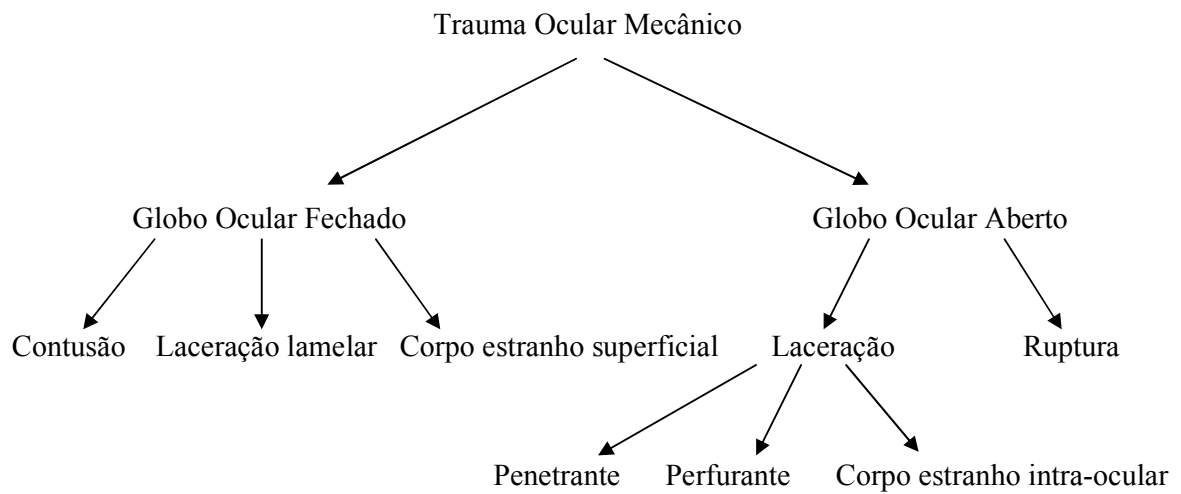 Trauma Ocular Mecânico
Globo Ocular Fechado Globo Ocular Aberto
Contusão Laceração lamelar Corpo estranho superficial Laceração Ruptura
Penetrante Perfurante Corpo estranho intra-ocular